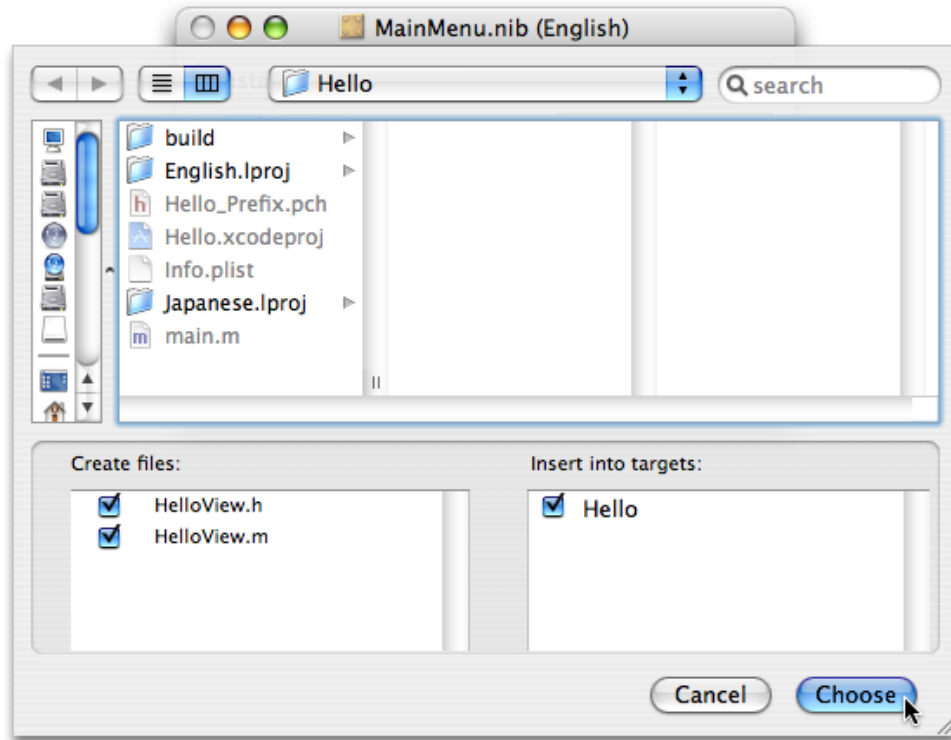 MainMenu.nib (English)
Hello
search
build
English.lproj
h Hello_Prefix.pch
Hello.xcodeproj
Info.plist
Japanese.lproj
m main.m
Create files:
HelloView.h
HelloView.m
Insert into targets:
Hello
Cancel
Choose